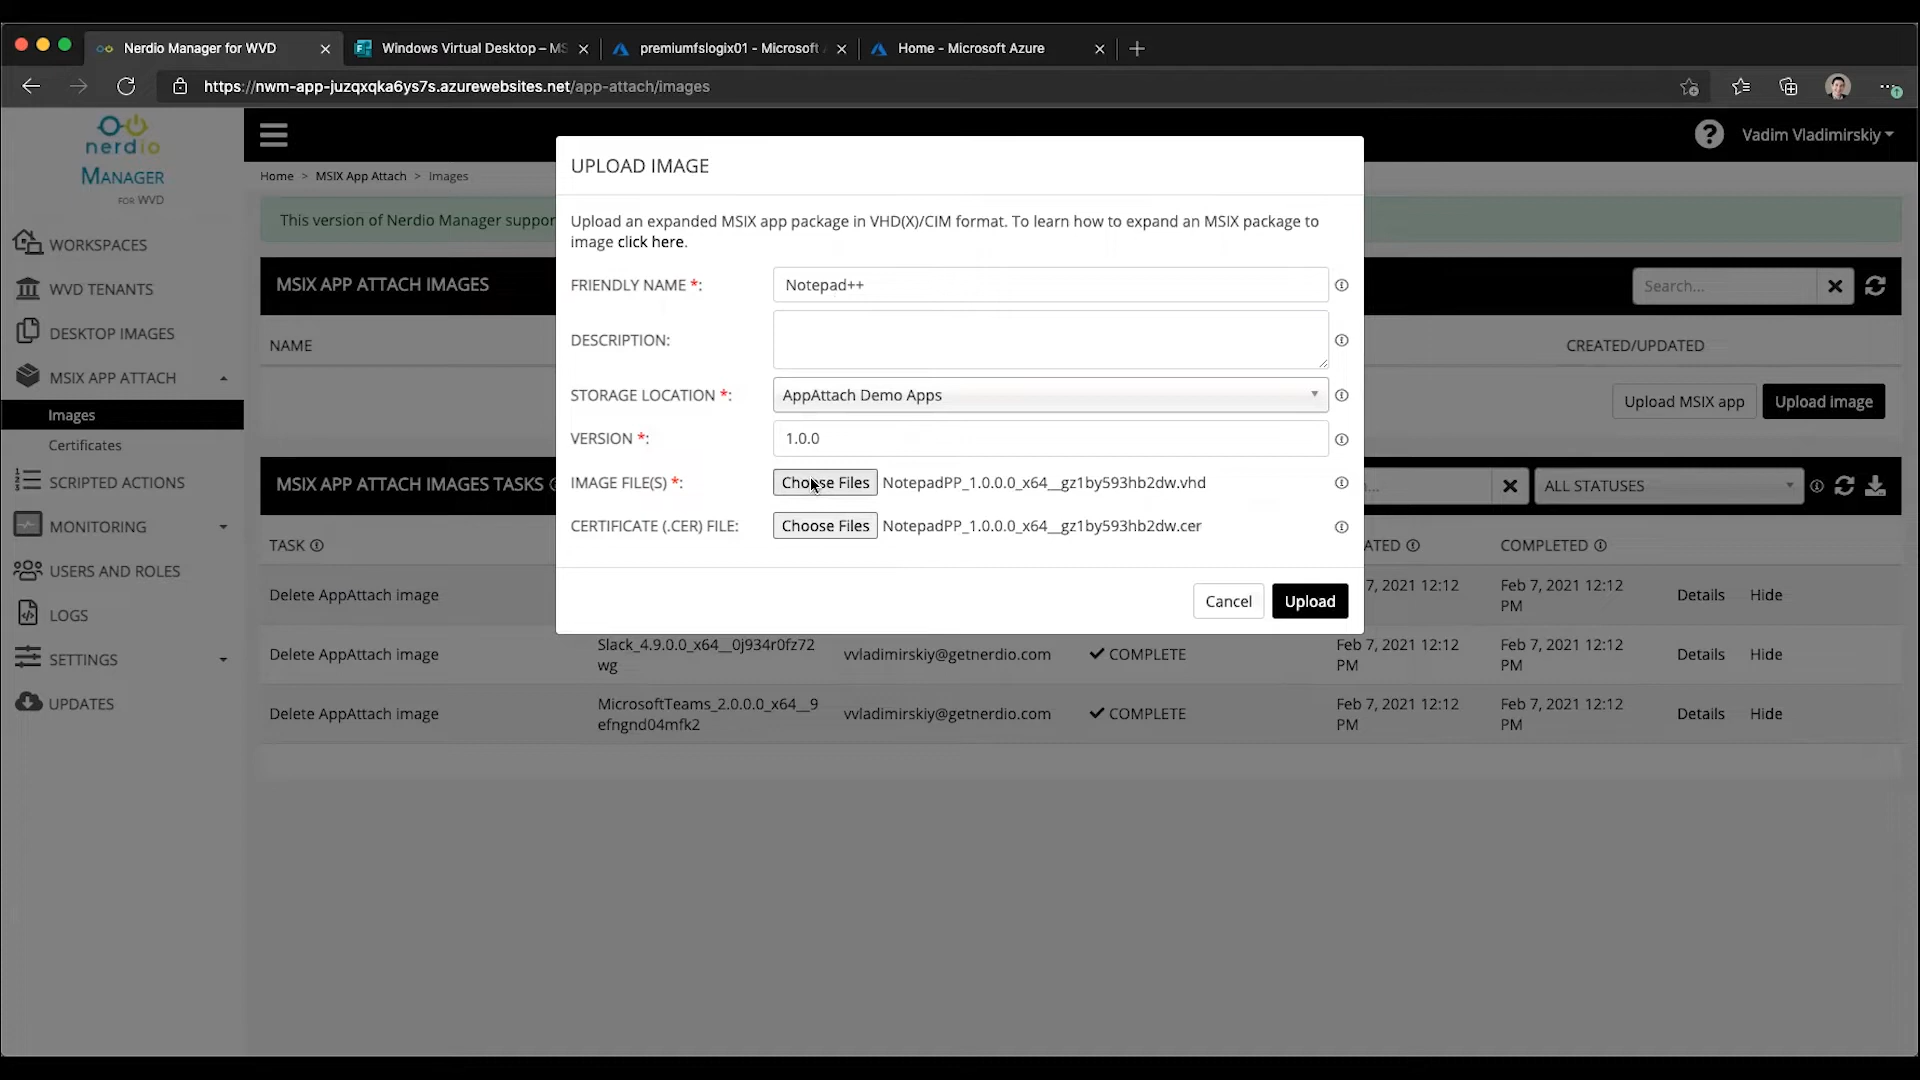 Nerdio Manager for WVD
Windows Virtual Desktop – MS
premiumfslogix01 - Microsoft A
Home - Microsoft Azure
https://nwm-app-juzqxqka6ys7s.azurewebsites.net/app-attach/images
nerdio
MANAGER
FOR WVD
Vadim Vladimirskiy
Home > MSIX App Attach > Images
This version of Nerdio Manager suppor
WORKSPACES
WVD TENANTS
DESKTOP IMAGES
MSIX APP ATTACH
Images
Certificates
SCRIPTED ACTIONS
MONITORING
USERS AND ROLES
LOGS
SETTINGS
UPDATES
MSIX APP ATTACH IMAGES
Search...
NAME
CREATED/UPDATED
Upload MSIX app
Upload image
UPLOAD IMAGE
Upload an expanded MSIX app package in VHD(X)/CIM format. To learn how to expand an MSIX package to
image click here.
FRIENDLY NAME *: Notepad++
DESCRIPTION:
STORAGE LOCATION *: AppAttach Demo Apps
VERSION *: 1.0.0
IMAGE FILE(S) *: Choose Files NotepadPP_1.0.0.0_x64__gz1by593hb2dw.vhd
CERTIFICATE (.CER) FILE: Choose Files NotepadPP_1.0.0.0_x64__gz1by593hb2dw.cer
Cancel
Upload
MSIX APP ATTACH IMAGES TASKS
ALL STATUSES
TASK
ATED
COMPLETED
Delete AppAttach image 7, 2021 12:12 Feb 7, 2021 12:12 Details Hide
PM PM
Delete AppAttach image Slack_4.9.0.0_x64__0j934r0fz72 vvladimirskiy@getnerdio.com COMPLETE Feb 7, 2021 12:12 Feb 7, 2021 12:12 Details Hide
wg PM PM
Delete AppAttach image MicrosoftTeams_2.0.0.0_x64__9 vvladimirskiy@getnerdio.com COMPLETE Feb 7, 2021 12:12 Feb 7, 2021 12:12 Details Hide
efngnd04mfk2 PM PM